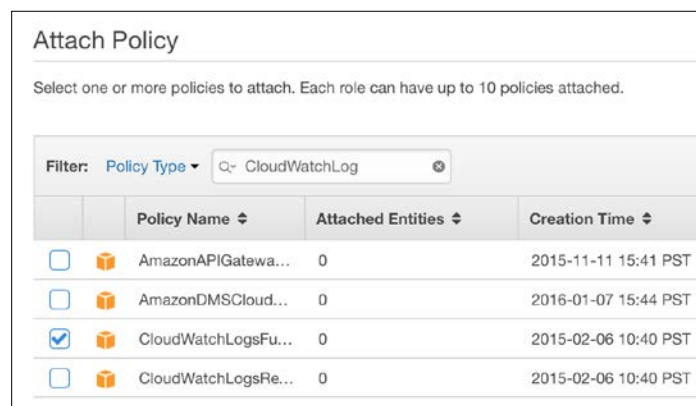 Attach Policy
Select one or more policies to attach. Each role can have up to 10 policies attached.
Filter: Policy Type CloudWatchLog
Policy Name Attached Entities Creation Time
AmazonAPIGatewa... 0 2015-11-11 15:41 PST
AmazonDMSCloud... 0 2016-01-07 15:44 PST
CloudWatchLogsFu... 0 2015-02-06 10:40 PST
CloudWatchLogsRe... 0 2015-02-06 10:40 PST